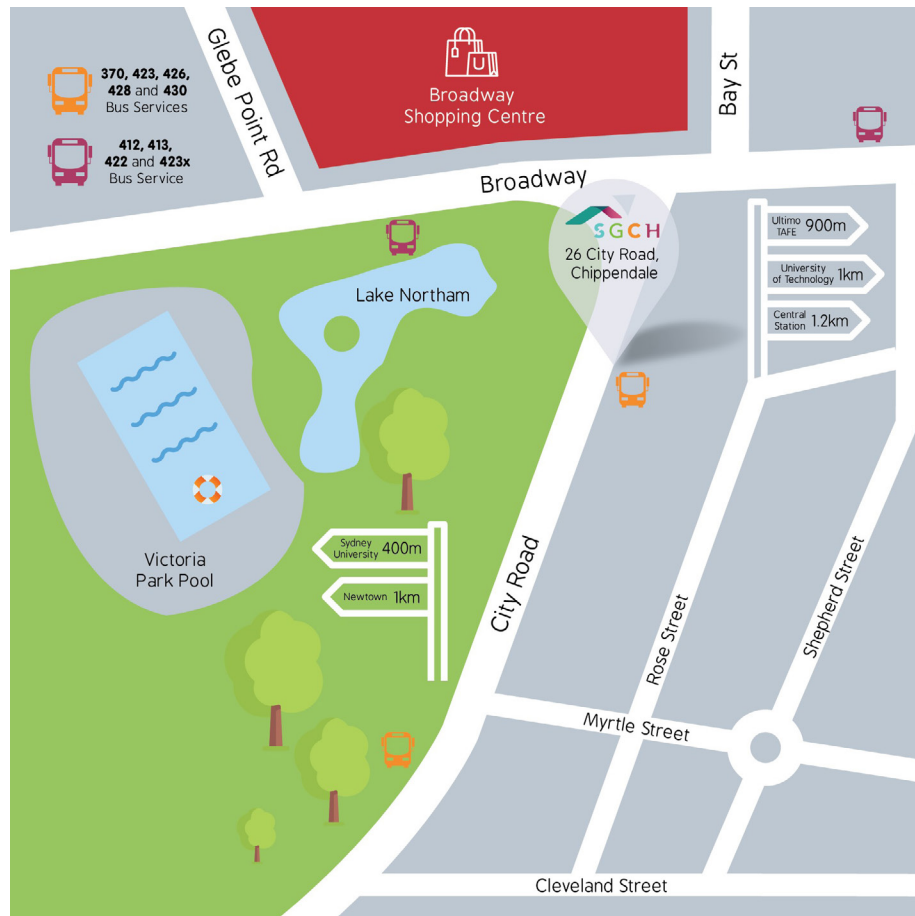 370, 423, 426,
428 and 430
Bus Services
412, 413,
422 and 423x
Bus Service
Glebe Point Rd
Broadway
Shopping Centre
Bay St
Broadway
SGCH
26 City Road,
Chippendale
Ultimo
TAFE 900m
University
of Technology 1km
Central
Station 1.2km
Lake Northam
Victoria
Park Pool
Sydney
University 400m
Newtown 1km
City Road
Rose Street
Shepherd Street
Myrtle Street
Cleveland Street